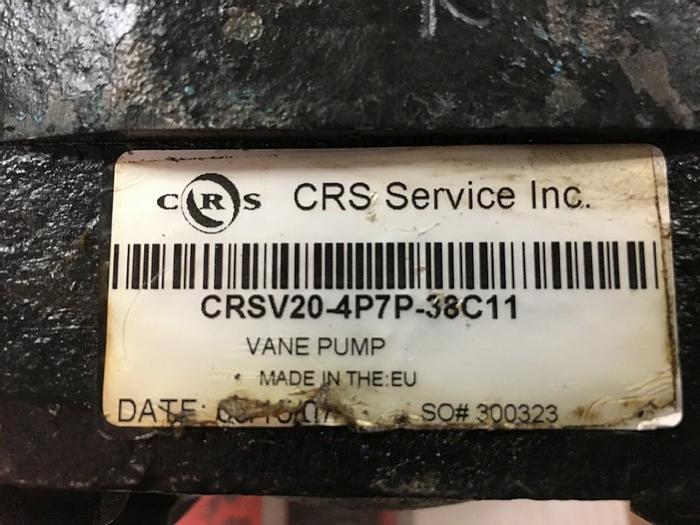 CRS CRS Service Inc.
CRSV20-4P7P-38C11
VANE PUMP
MADE IN THE:EU
DATE:
SO# 300323